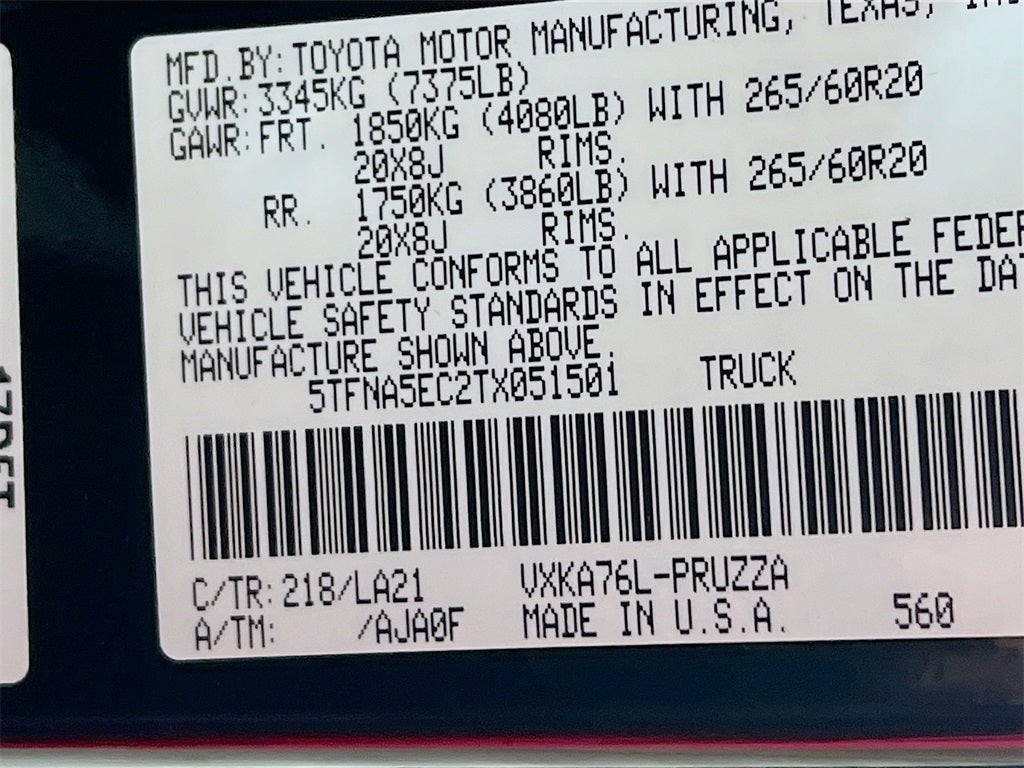 MFD.BY: TOYOTA MOTOR MANUFACTURING, TEXAS,
GVWR: 3345KG (7375LB)
GAWR: FRT. 1850KG (4080LB) WITH 265/60R20
20X8J RIMS.
RR. 1750KG (3860LB) WITH 265/60R20
20X8J RIMS.
THIS VEHICLE CONFORMS TO ALL APPLICABLE FEDER
VEHICLE SAFETY STANDARDS IN EFFECT ON THE DA
MANUFACTURE SHOWN ABOVE.
5TFNA5EC2TX051501 TRUCK
C/TR: 218/LA21 VXKA76L-PRUZZA
A/TM: /AJA0F MADE IN U.S.A. 560